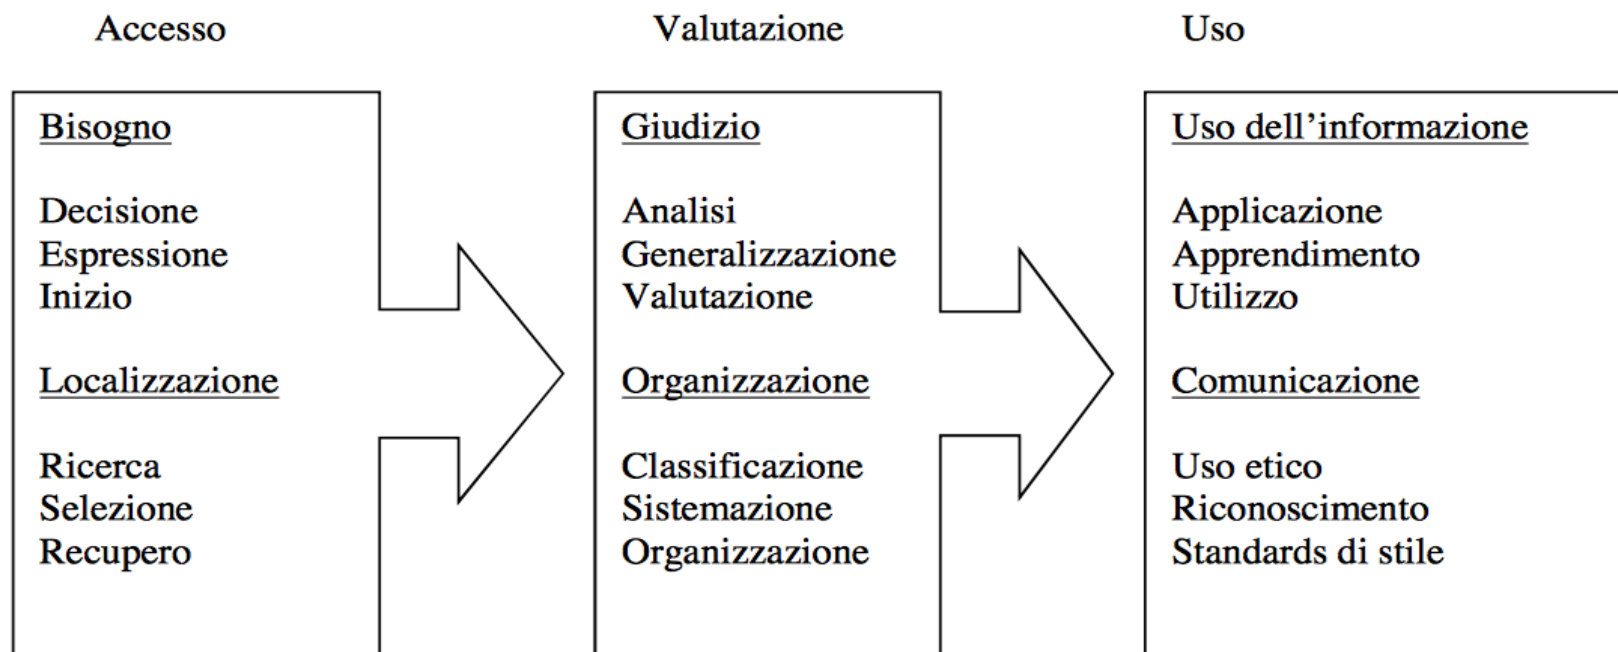 Accesso
Valutazione
Uso
Bisogno
Decisione
Espressione
Inizio
Localizzazione
Ricerca
Selezione
Recupero
Giudizio
Analisi
Generalizzazione
Valutazione
Organizzazione
Classificazione
Sistemazione
Organizzazione
Uso dell’informazione
Applicazione
Apprendimento
Utilizzo
Comunicazione
Uso etico
Riconoscimento
Standards di stile